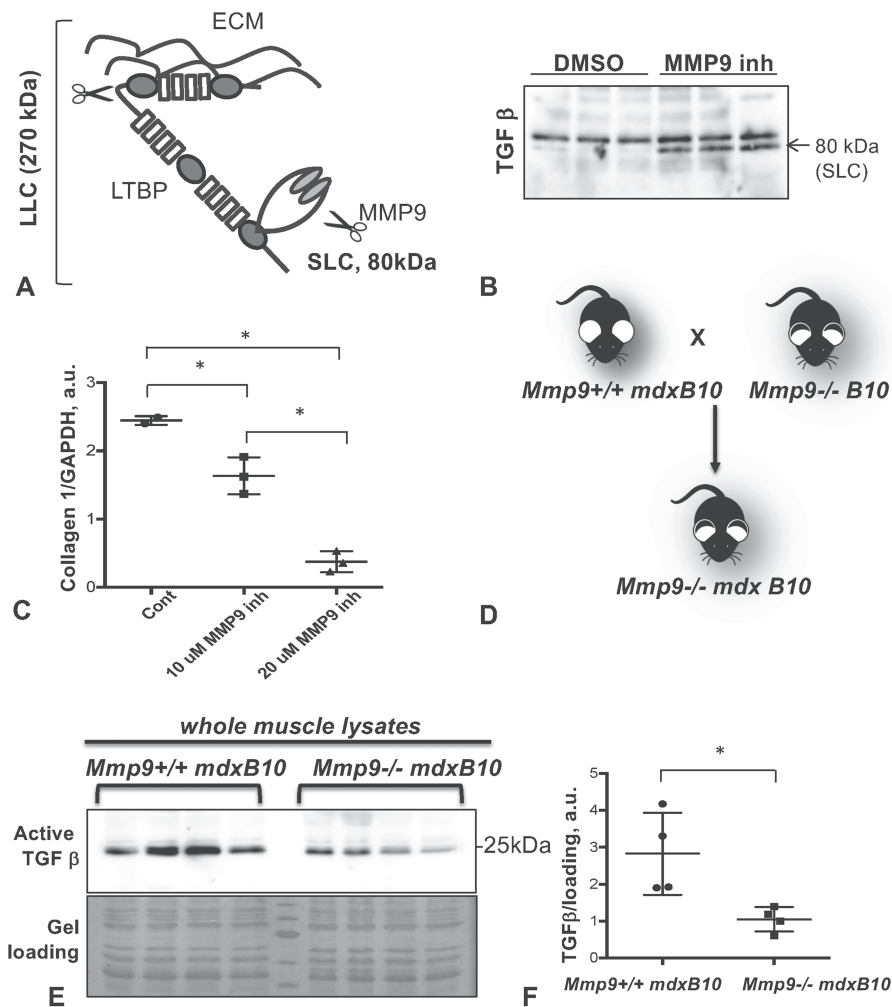 ECM
LLC (270 kDa)
LTBP
MMP9
SLC, 80kDa
A
DMSO MMP9 inh
TGF β
80 kDa
(SLC)
B
*
*
*
Collagen 1/GAPDH, a.u.
3
2
1
0
Cont
10 uM MMP9 inh
20 uM MMP9 inh
C
X
Mmp9+/+ mdxB10 Mmp9-/- B10
Mmp9-/- mdx B10
D
whole muscle lysates
Mmp9+/+ mdxB10 Mmp9-/- mdxB10
Active
TGF β
-25kDa
Gel
loading
E
*
TGFβ/loading, a.u.
5
4
3
2
1
0
Mmp9+/+ mdxB10 Mmp9-/- mdxB10
F